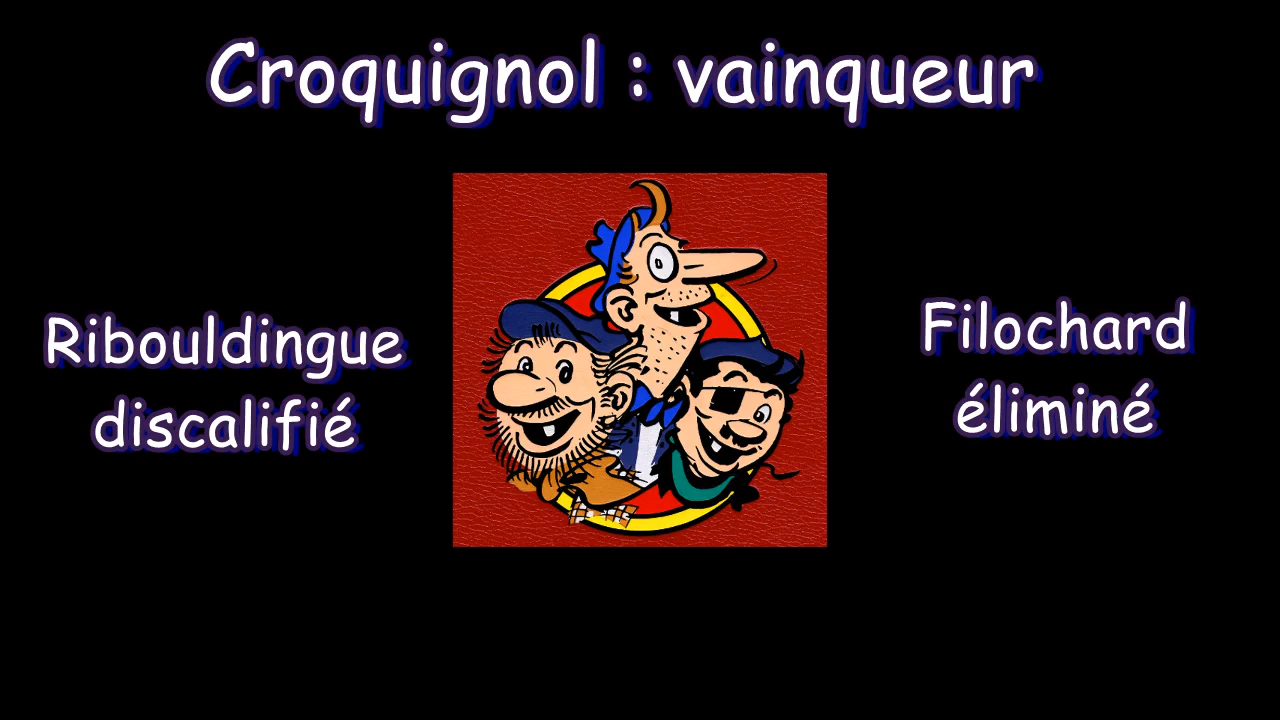 Croquignol : vainqueur
Ribouldingue
discalifié
Filochard
éliminé